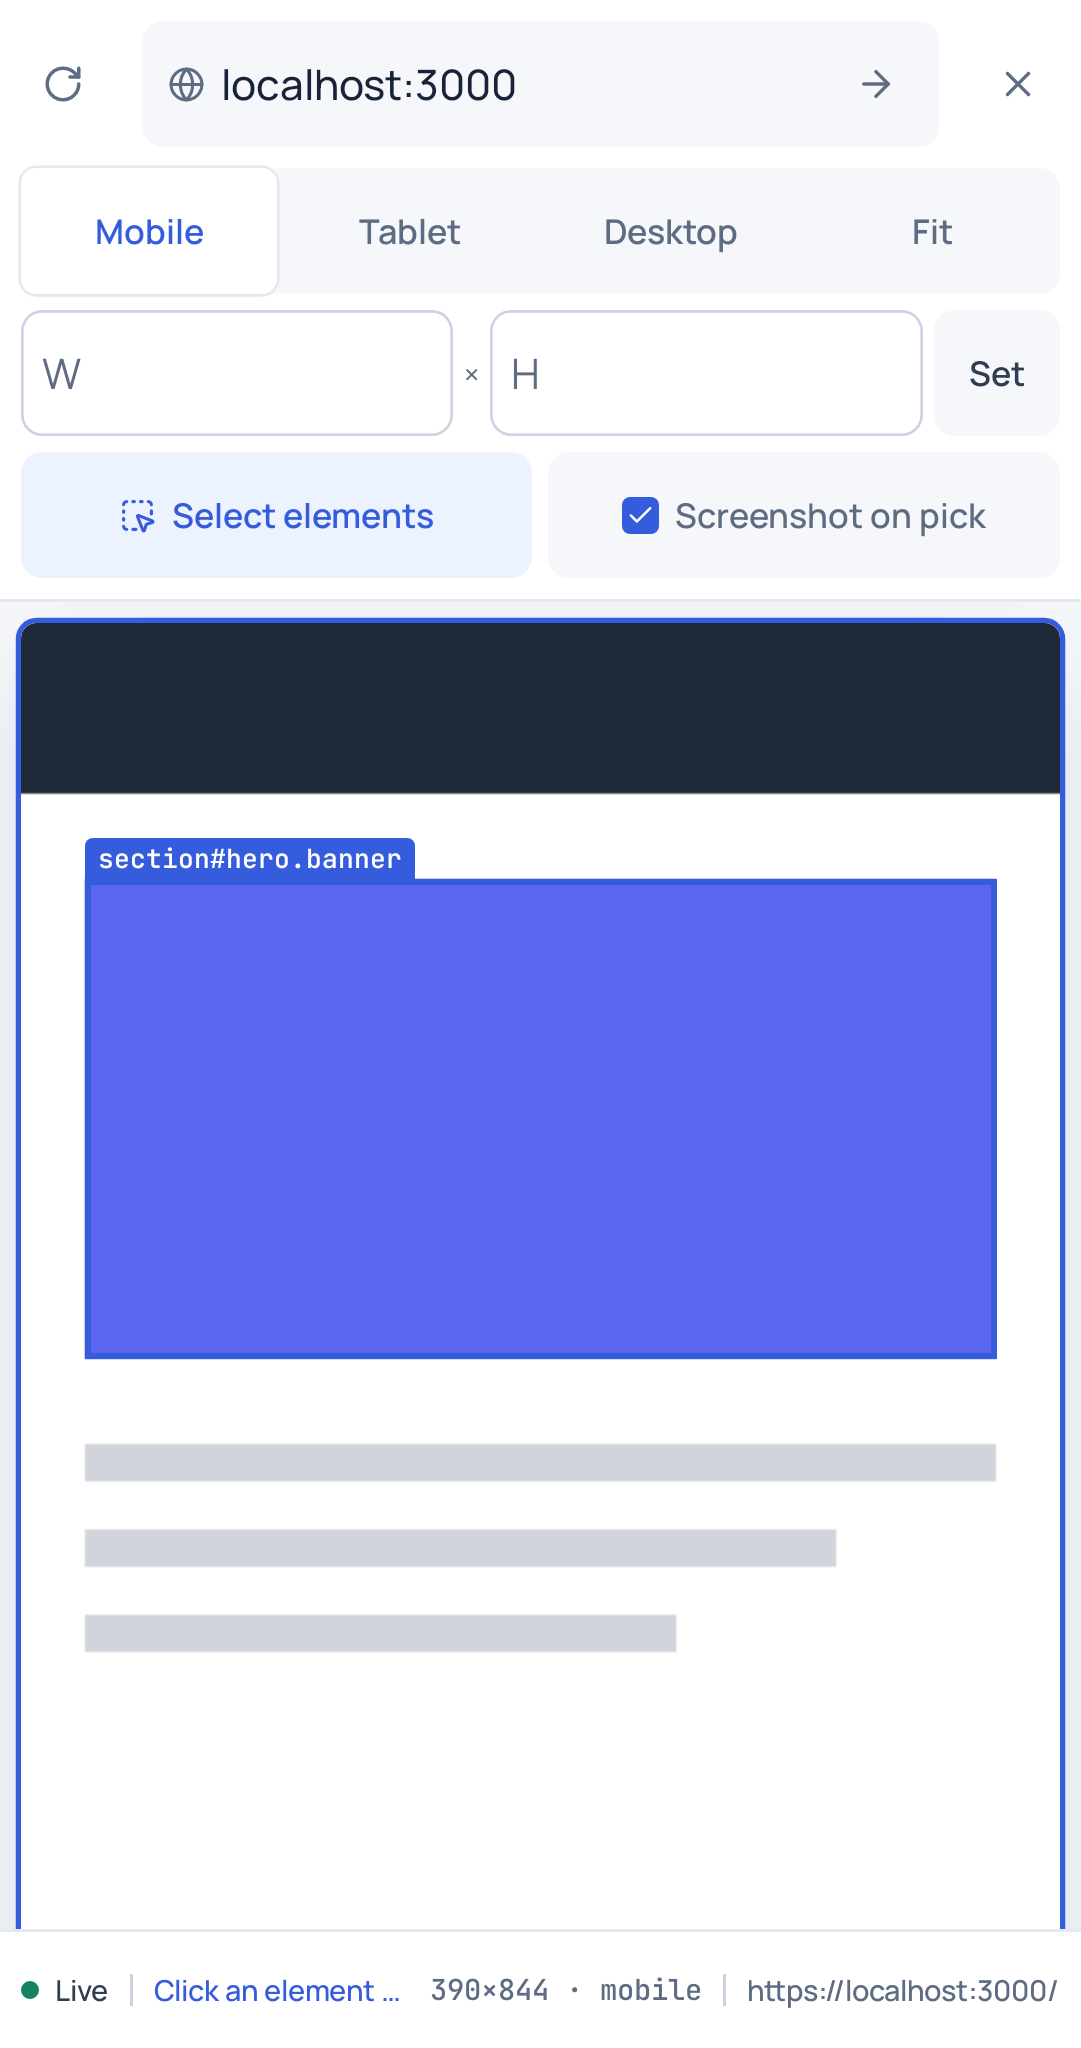 localhost:3000
Mobile Tablet Desktop Fit
W × H Set
Select elements Screenshot on pick
section#hero.banner
Live Click an element … 390×844 · mobile https://localhost:3000/